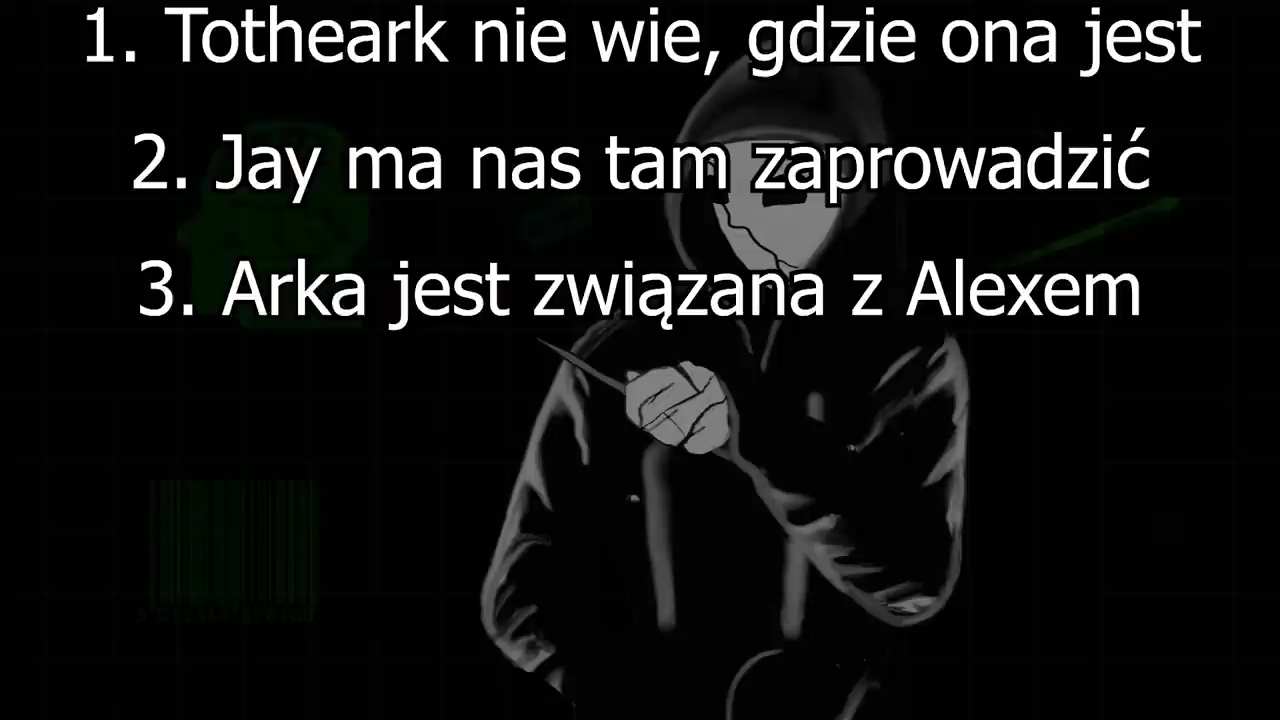 1. Totheark nie wie, gdzie ona jest
2. Jay ma nas tam zaprowadzić
3. Arka jest związana z Alexem